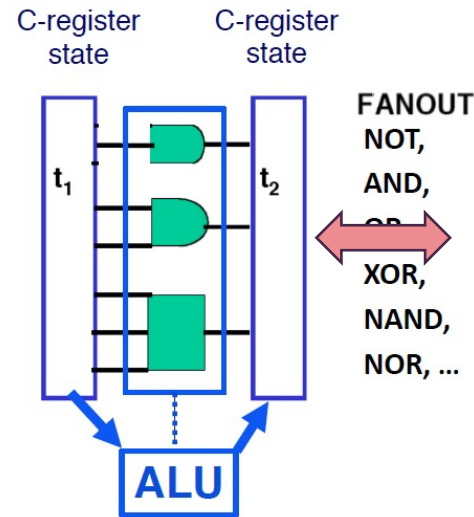 C-register
state
C-register
state
t1
t2
FANOUT
NOT,
AND,
XOR,
NAND,
NOR, ...
ALU